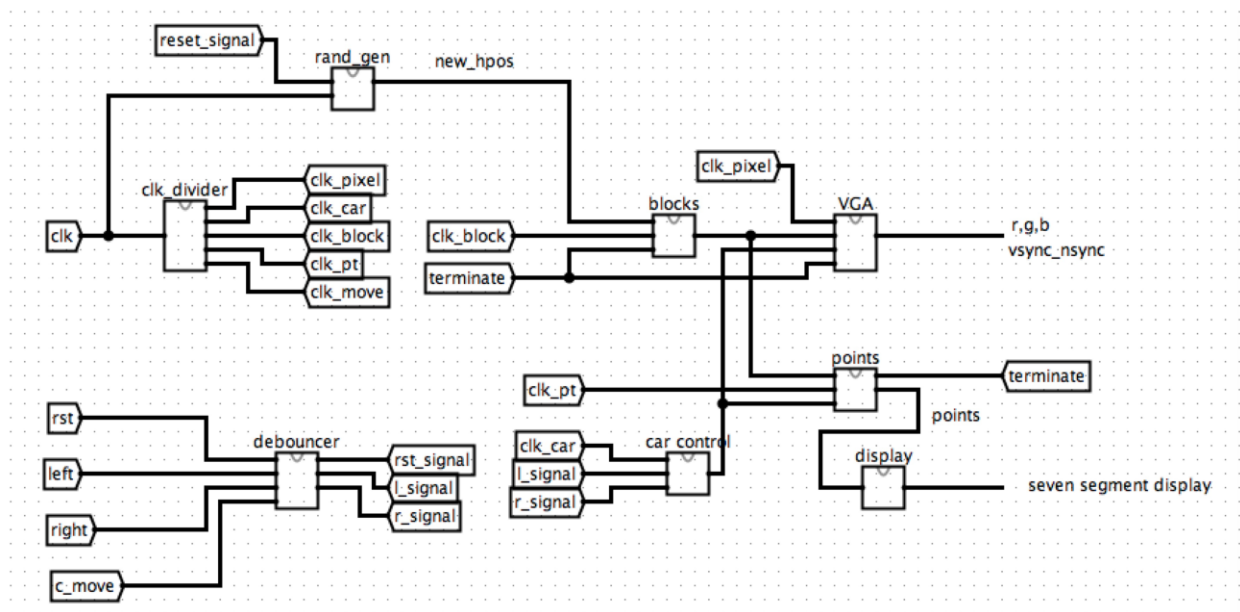 reset_signal
rand_gen
new_hpos
clk_divider
clk
clk_pixel
clk_car
clk_block
clk_pt
clk_move
clk_pixel
blocks
VGA
clk_block
terminate
r,g,b
vsync_nsync
points
clk_pt
terminate
points
rst
left
right
c_move
debouncer
rst_signal
l_signal
r_signal
clk_car
l_signal
r_signal
car control
display
seven segment display